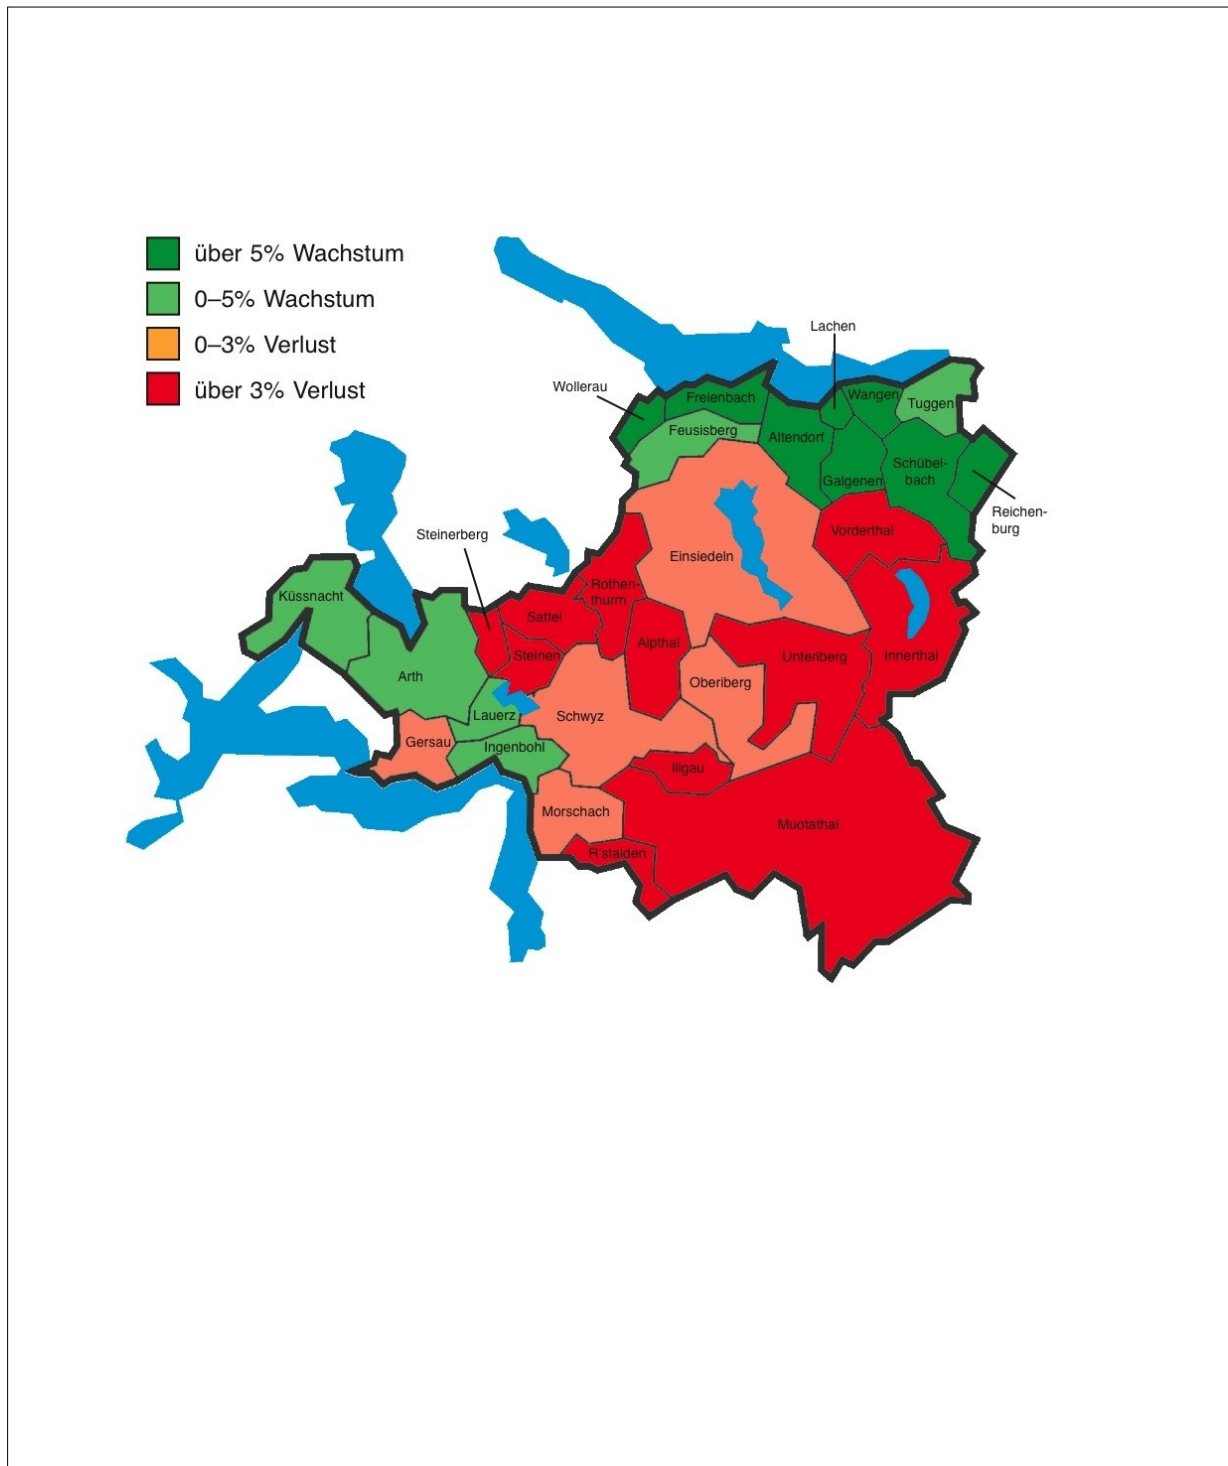 über 5% Wachstum
0–5% Wachstum
0–3% Verlust
über 3% Verlust
Lachen
Wollerau
Freienbach
Wangen
Tuggen
Feusisberg
Altendorf
Schübel-
bach
Galgenen
Reichen-
burg
Vorderthal
Steinerberg
Einsiedeln
Rothen-
thurm
Küssnacht
Sattel
Alpthal
Steinen
Unteriberg
Innerthal
Arth
Oberiberg
Lauerz
Schwyz
Gersau
Ingenbohl
Illgau
Morschach
Muotathal
R'stalden